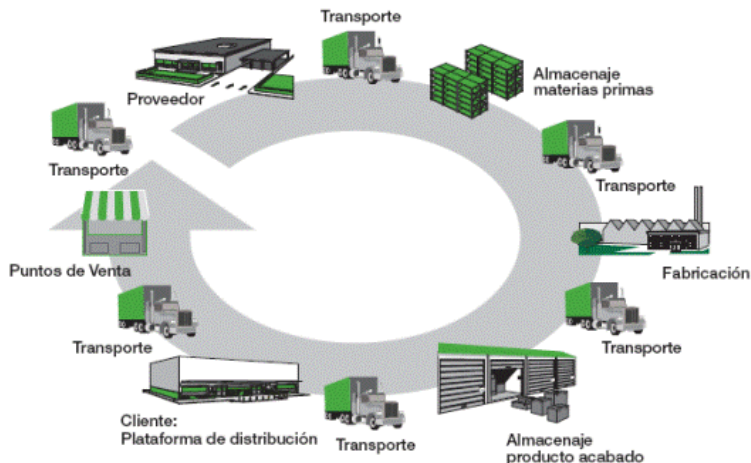 Transporte
Proveedor
Almacenaje
materias primas
Transporte
Transporte
Puntos de Venta
Fabricación
Transporte
Transporte
Cliente:
Plataforma de distribución
Transporte
Almacenaje
producto acabado